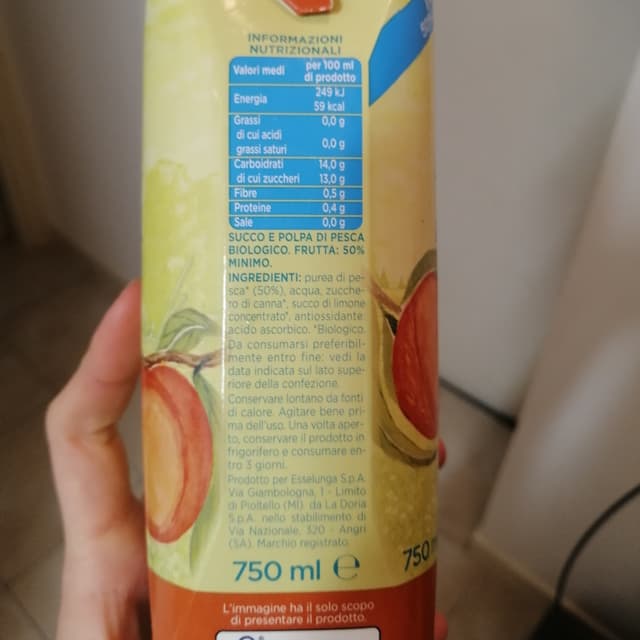 INFORMAZIONI
NUTRIZIONALI
Valori medi per 100 ml
di prodotto
Energia 249 kJ
59 kcal
Grassi 0,0 g
di cui acidi
grassi saturi 0,0 g
Carboidrati 14,0 g
di cui zuccheri 13,0 g
Fibre 0,5 g
Proteine 0,4 g
Sale 0,0 g
SUCCO E POLPA DI PESCA
BIOLOGICO. FRUTTA: 50%
MINIMO.
INGREDIENTI: purea di pe-
sca* (50%), acqua, zucche-
ro di canna*, succo di limone
concentrato*, antiossidante:
acido ascorbico. *Biologico.
Da consumarsi preferibil-
mente entro fine: vedi la
data indicata sul lato supe-
riore della confezione.
Conservare lontano da fonti
di calore. Agitare bene pri-
ma dell'uso. Una volta aper-
to, conservare il prodotto in
frigorifero e consumare en-
tro 3 giorni.
Prodotto per Esselunga S.p.A.
Via Giambologna, 1 - Limito
di Pioltello (MI). da La Doria
S.p.A. nello stabilimento di
Via Nazionale, 320 - Angri
(SA). Marchio registrato.
750 ml e
750
L'immagine ha il solo scopo
di presentare il prodotto.